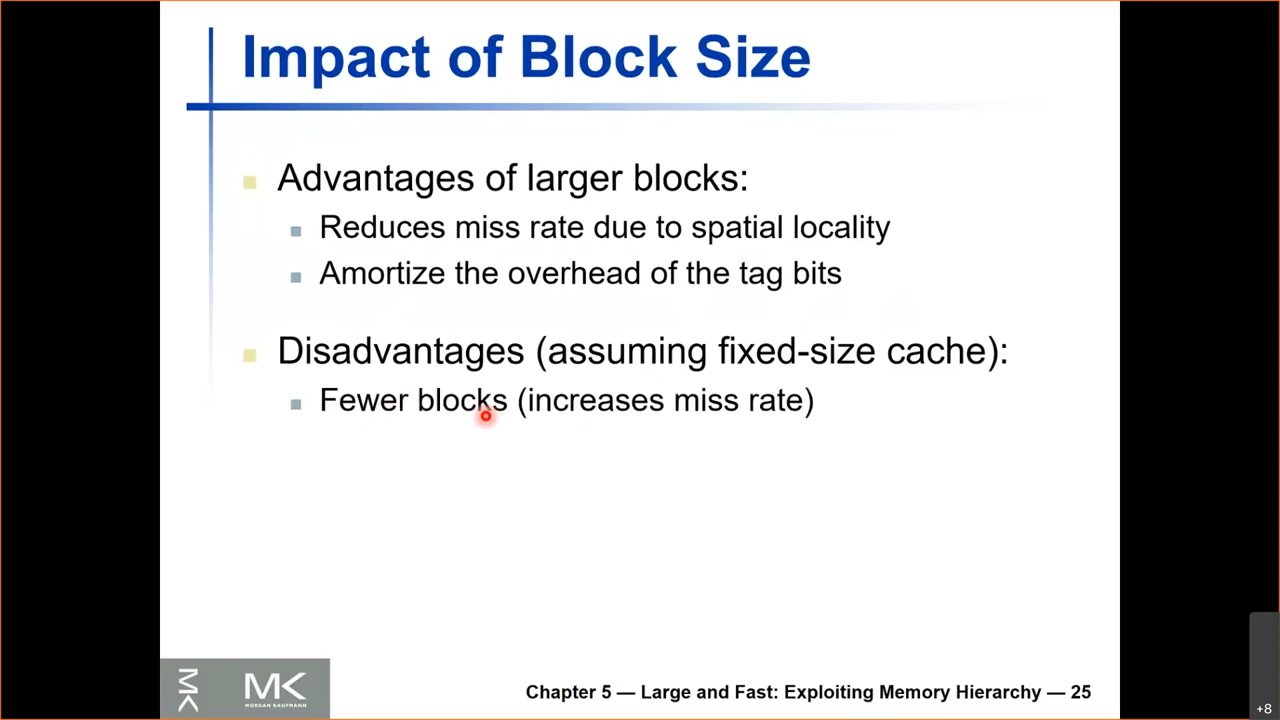 Impact of Block Size
Advantages of larger blocks:
Reduces miss rate due to spatial locality
Amortize the overhead of the tag bits
Disadvantages (assuming fixed-size cache):
Fewer blocks (increases miss rate)
MK
MK
MORGAN KAUFMANN
Chapter 5 — Large and Fast: Exploiting Memory Hierarchy — 25
+8